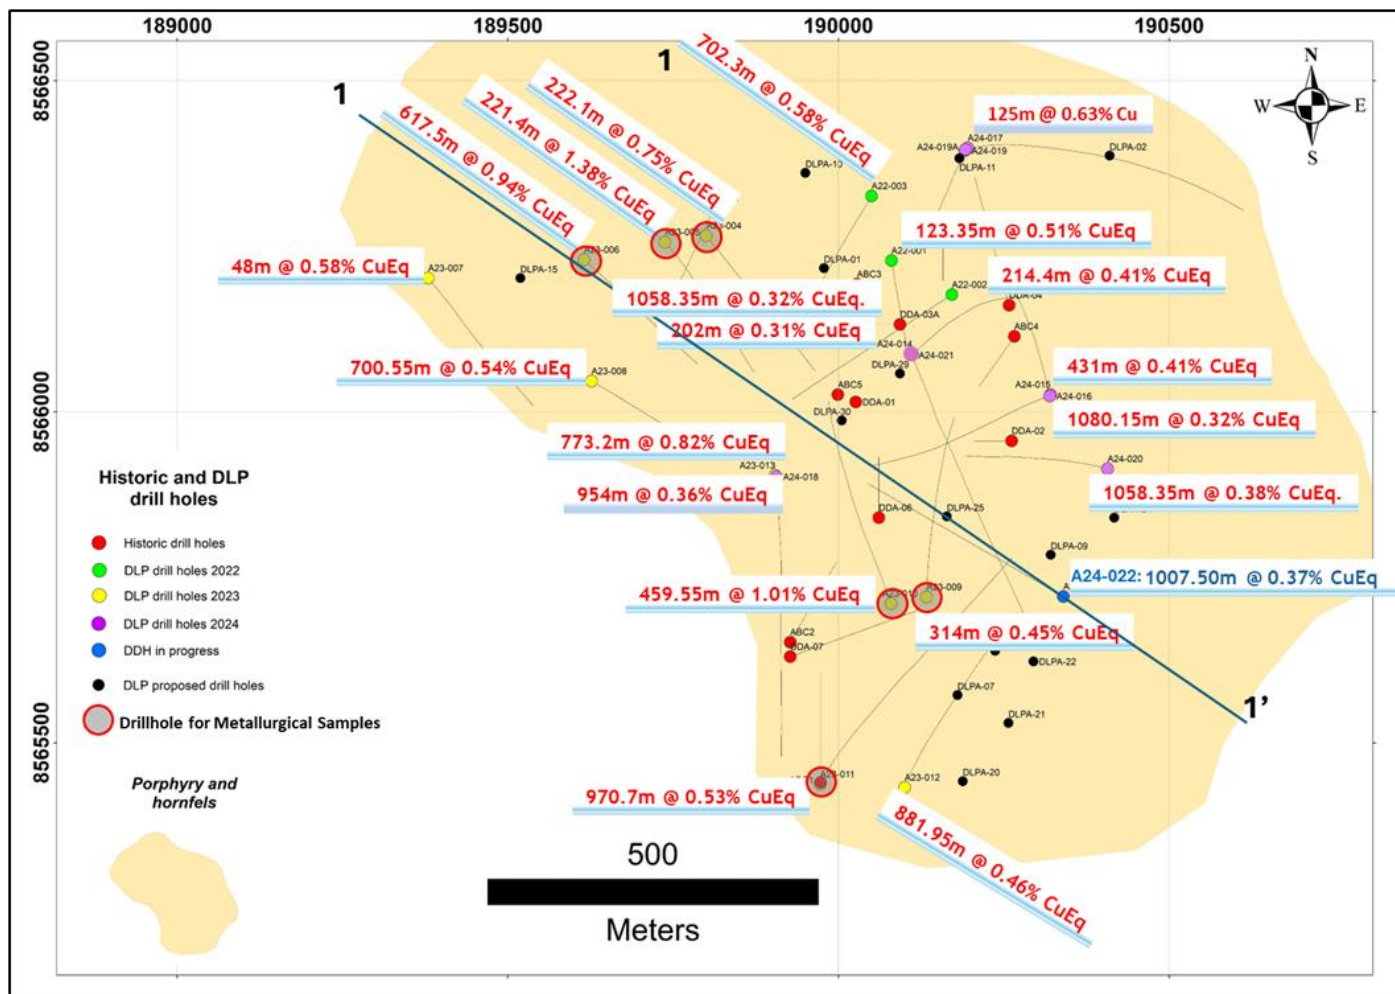 189000
189500
190000
190500
8566500
8566000
8565500
N
W
E
S
1
1
1’
702.3m @ 0.58% CuEq
222.1m @ 0.75% CuEq
221.4m @ 1.38% CuEq
617.5m @ 0.94% CuEq
125m @ 0.63% Cu
A24-017
A24-019A
A24-019
DLPA-11
DLPA-02
DLPA-10
A22-003
A23-006
DLPA-15
DLPA-01
ABC3
A22-001
123.35m @ 0.51% CuEq
48m @ 0.58% CuEq
A23-007
214.4m @ 0.41% CuEq
A22-002
DDA-04
1058.35m @ 0.32% CuEq.
202m @ 0.31% CuEq
DDA-03A
ABC4
A24-014
A24-021
DLPA-29
700.55m @ 0.54% CuEq
A23-008
431m @ 0.41% CuEq
A24-015
A24-016
ABC5
DDA-01
DLPA-30
1080.15m @ 0.32% CuEq
DDA-02
773.2m @ 0.82% CuEq
A23-013
A24-018
A24-020
954m @ 0.36% CuEq
1058.35m @ 0.38% CuEq.
DDA-06
DLPA-25
DLPA-09
A24-022: 1007.50m @ 0.37% CuEq
459.55m @ 1.01% CuEq
A23-009
314m @ 0.45% CuEq
ABC2
DDA-07
DLPA-22
DLPA-07
DLPA-21
A23-012
DLPA-20
970.7m @ 0.53% CuEq
881.95m @ 0.46% CuEq
Historic and DLP
drill holes
Historic drill holes
DLP drill holes 2022
DLP drill holes 2023
DLP drill holes 2024
DDH in progress
DLP proposed drill holes
Drillhole for Metallurgical Samples
Porphyry and
hornfels
500
Meters